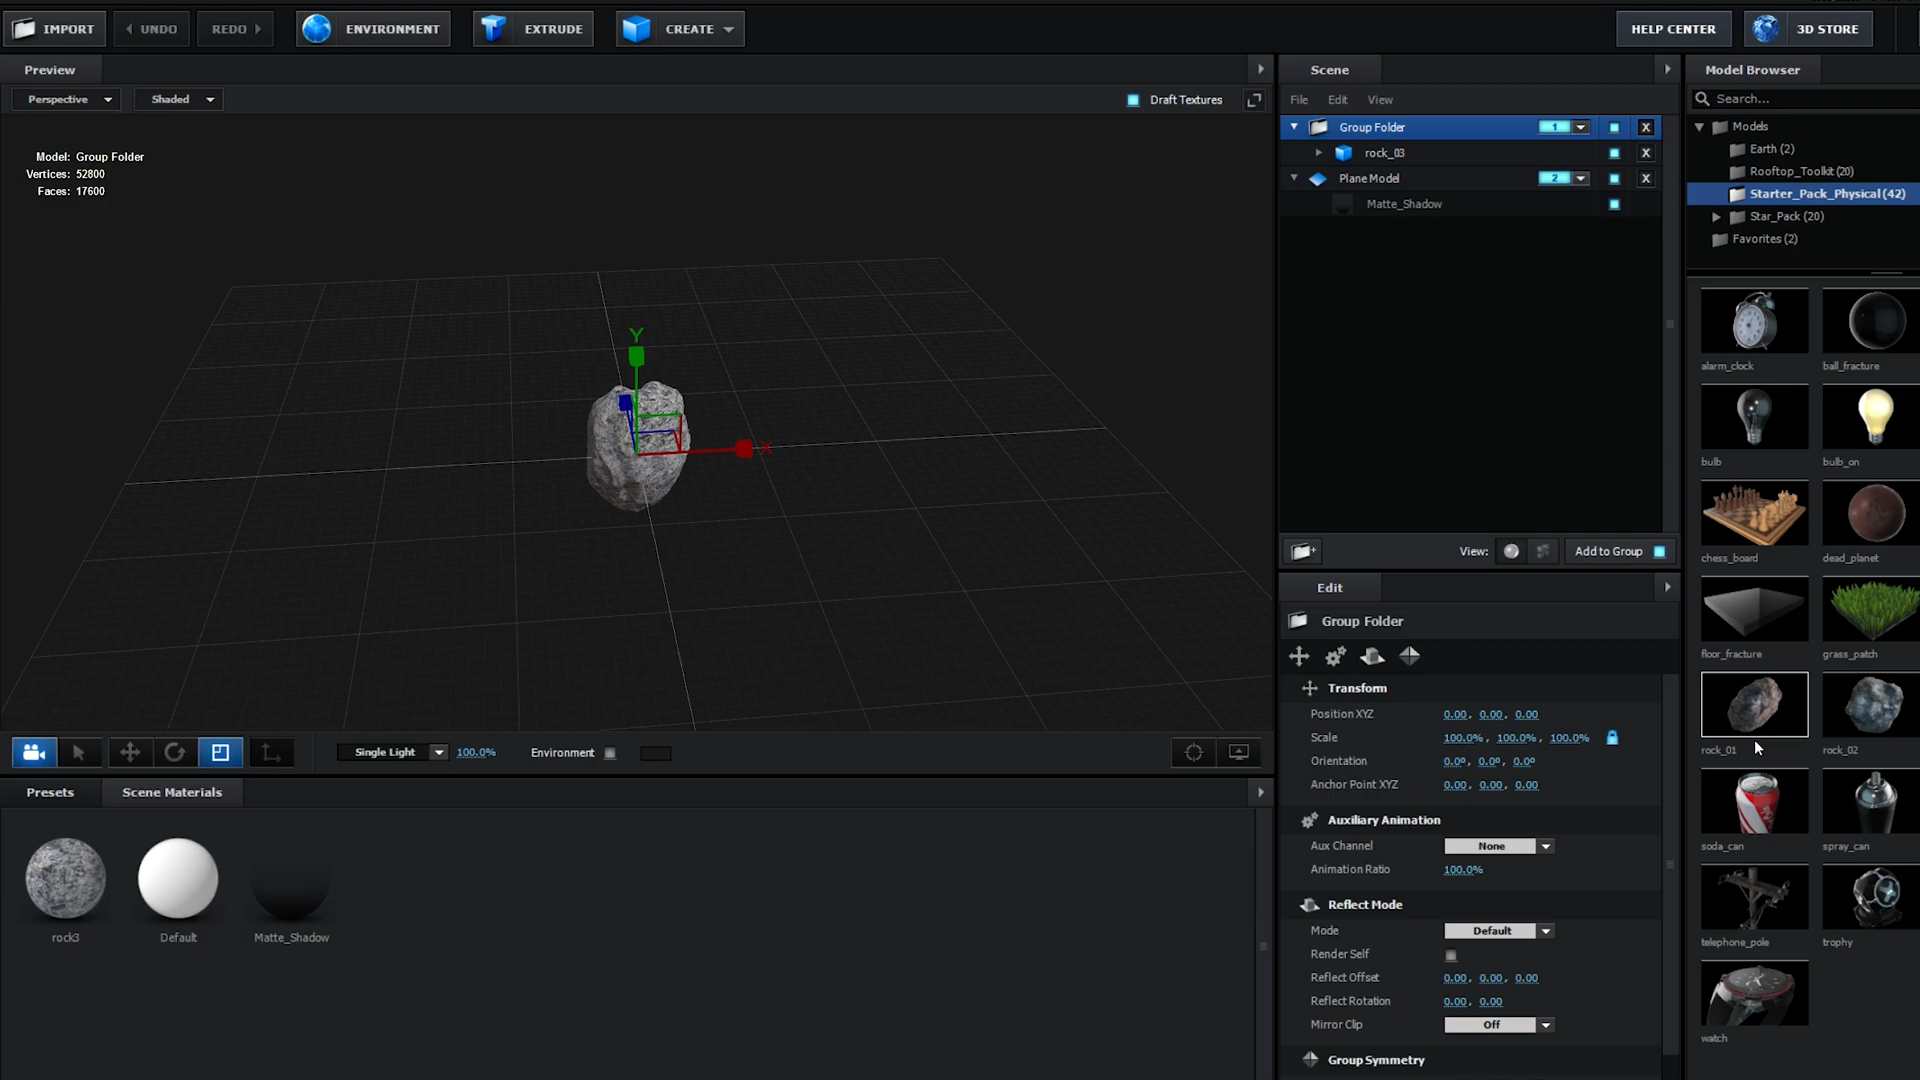 IMPORT
UNDO
REDO
ENVIRONMENT
EXTRUDE
CREATE
HELP CENTER
3D STORE
Preview
Perspective
Shaded
Draft Textures
Model: Group Folder
Vertices: 52800
Faces: 17600
Y
X
Single Light
100.0%
Environment
Presets
Scene Materials
rock3
Default
Matte_Shadow
Scene
File Edit View
Group Folder 1 X
rock_03 X
Plane Model 2 X
Matte_Shadow
View:
Add to Group
Edit
Group Folder
Transform
Position XYZ 0.00, 0.00, 0.00
Scale 100.0%, 100.0%, 100.0%
Orientation 0.0°, 0.0°, 0.0°
Anchor Point XYZ 0.00, 0.00, 0.00
Auxiliary Animation
Aux Channel None
Animation Ratio 100.0%
Reflect Mode
Mode Default
Render Self
Reflect Offset 0.00, 0.00, 0.00
Reflect Rotation 0.00, 0.00
Mirror Clip Off
Group Symmetry
Model Browser
Search...
Models
Earth (2)
Rooftop_Toolkit (20)
Starter_Pack_Physical (42)
Star_Pack (20)
Favorites (2)
alarm_clock
ball_fracture
bulb
bulb_on
chess_board
dead_planet
floor_fracture
grass_patch
rock_01
rock_02
soda_can
spray_can
telephone_pole
trophy
watch